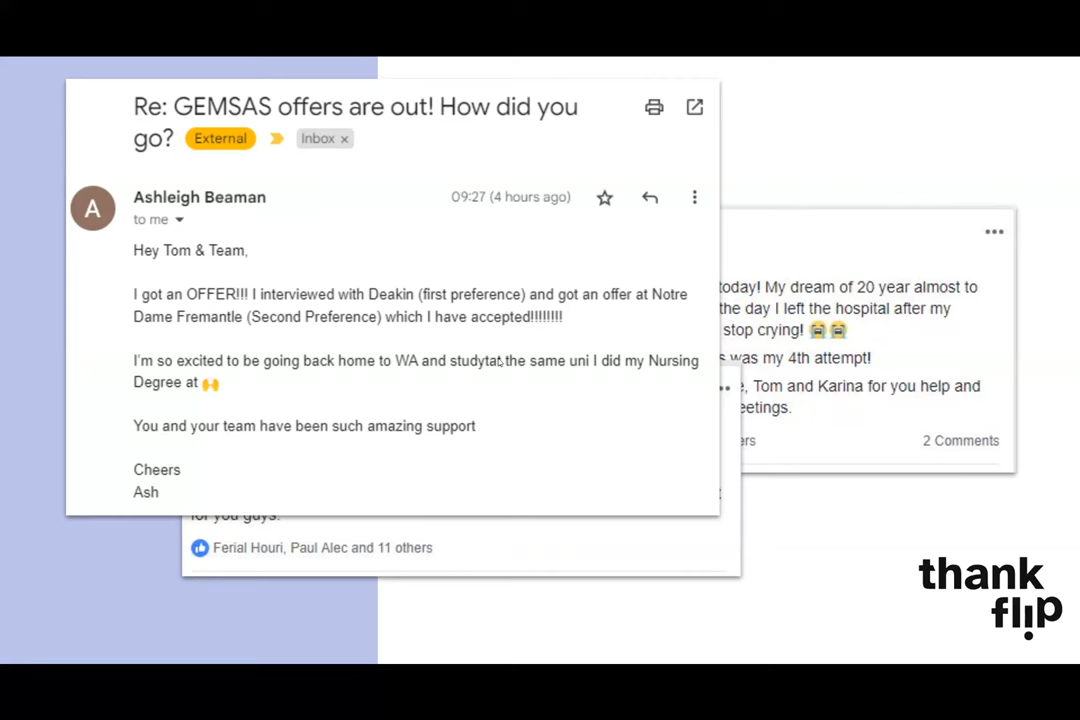 Re: GEMSAS offers are out! How did you
go? External Inbox ×
Ashleigh Beaman 09:27 (4 hours ago)
to me
Hey Tom & Team,
I got an OFFER!!! I interviewed with Deakin (first preference) and got an offer at Notre
Dame Fremantle (Second Preference) which I have accepted!!!!!!!!
I'm so excited to be going back home to WA and studytat the same uni I did my Nursing
Degree at 🙌
You and your team have been such amazing support
Cheers
Ash
today! My dream of 20 year almost to
the day I left the hospital after my
stop crying! 😭😭
was my 4th attempt!
Tom and Karina for you help and
2 Comments
for you guys.
Ferial Houri, Paul Alec and 11 others
thank
flip